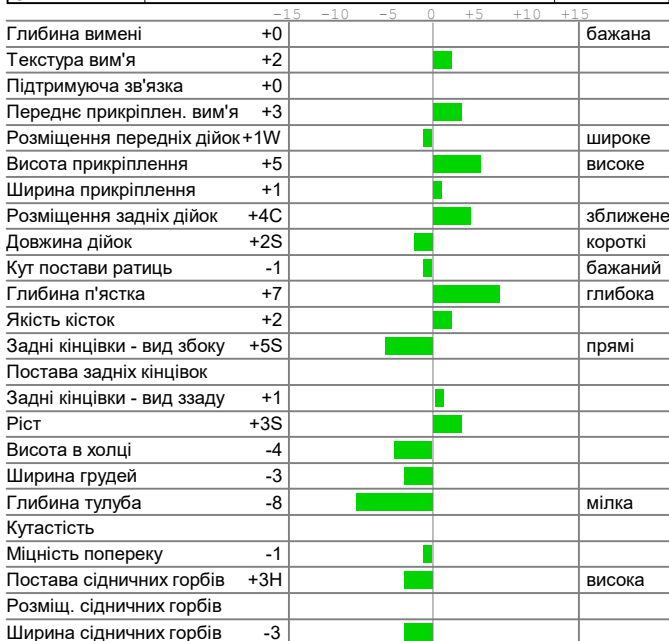 -15 -10 -5 0 +5 +10 +15
Глибина вимені +0 бажана
Текстура вим'я +2
Підтримуюча зв'язка +0
Переднє прикріплен. вим'я +3
Розміщення передніх дійок +1W широке
Висота прикріплення +5 високе
Ширина прикріплення +1
Розміщення задніх дійок +4C зближене
Довжина дійок +2S короткі
Кут постави ратиць -1 бажаний
Глибина п'ястка +7 глибока
Якість кісток +2
Задні кінцівки - вид збоку +5S прямі
Постава задніх кінцівок
Задні кінцівки - вид ззаду +1
Ріст +3S
Висота в холці -4
Ширина грудей -3
Глибина тулуба -8 мілка
Кутастість
Міцність попереку -1
Постава сідничних горбів +3H висока
Розміщ. сідничних горбів
Ширина сідничних горбів -3